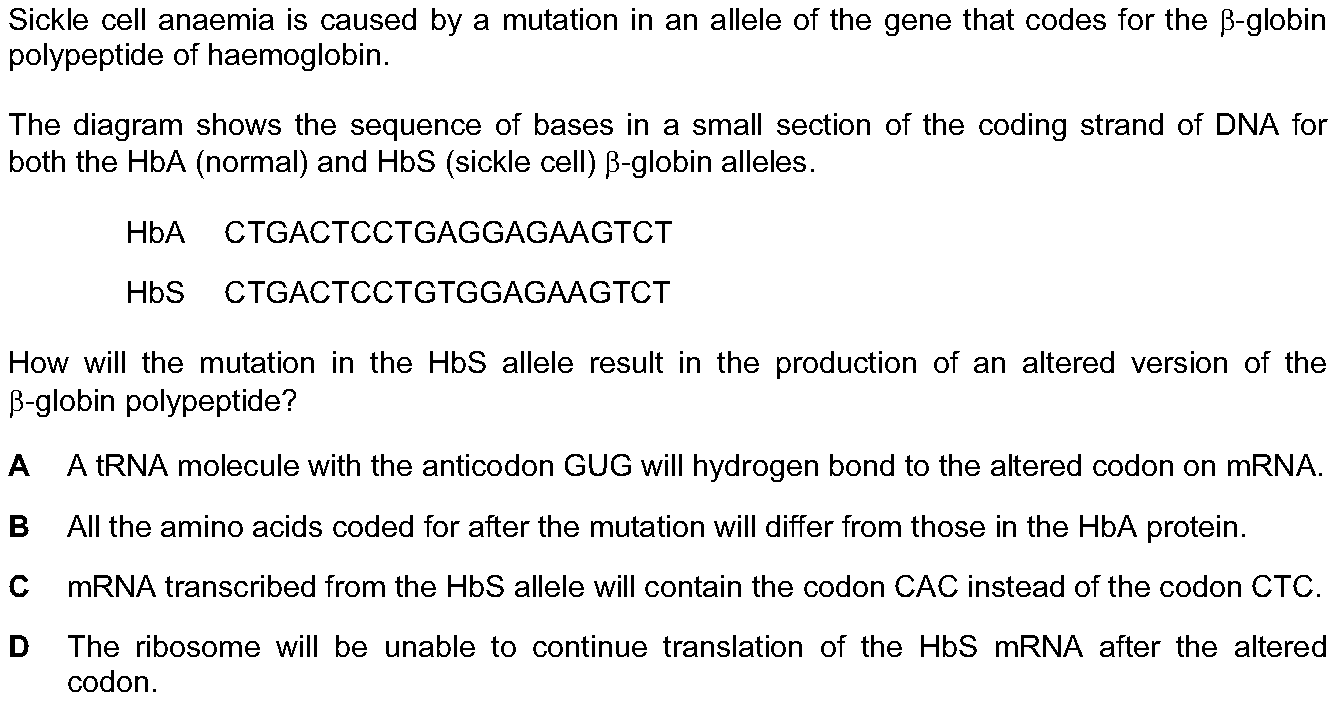 Sickle cell anaemia is caused by a mutation in an allele of the gene that codes for the β-globin
polypeptide of haemoglobin.
The diagram shows the sequence of bases in a small section of the coding strand of DNA for
both the HbA (normal) and HbS (sickle cell) β-globin alleles.
HbA CTGACTCCTGAGGAGAAGTCT
HbS CTGACTCCTGTGGAGAAGTCT
How will the mutation in the HbS allele result in the production of an altered version of the
β-globin polypeptide?
A A tRNA molecule with the anticodon GUG will hydrogen bond to the altered codon on mRNA.
B All the amino acids coded for after the mutation will differ from those in the HbA protein.
C mRNA transcribed from the HbS allele will contain the codon CAC instead of the codon CTC.
D The ribosome will be unable to continue translation of the HbS mRNA after the altered
codon.